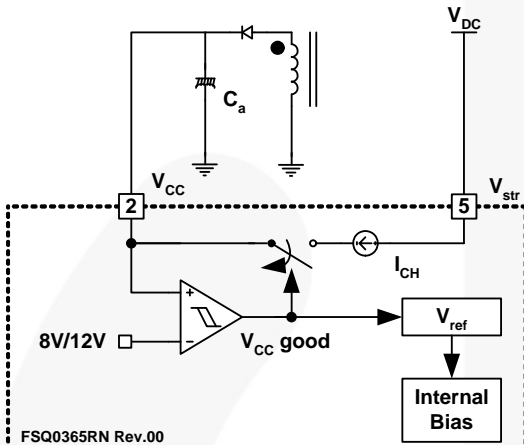 V_DC
C_a
V_CC
V_str
2
5
I_CH
+
8V/12V
−
V_CC good
V_ref
Internal
Bias
FSQ0365RN Rev.00